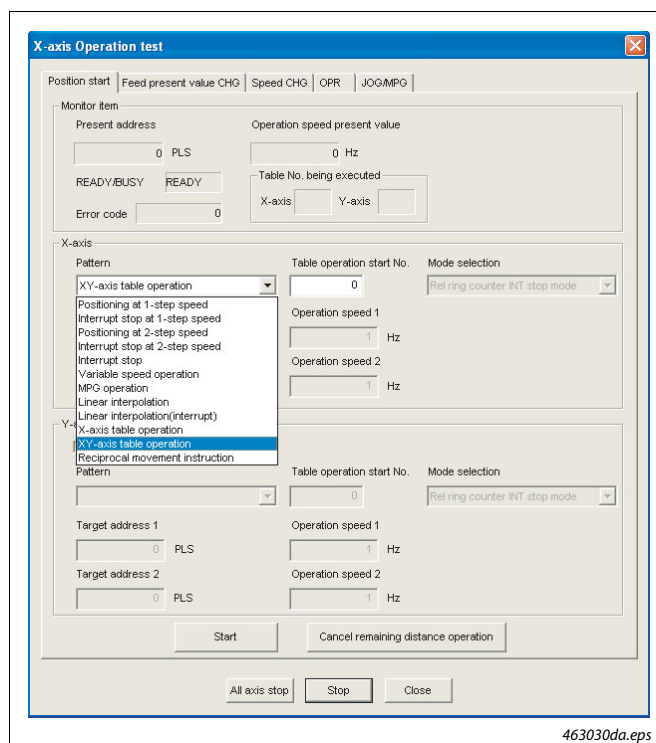 X-axis Operation test
Position start Feed present value CHG Speed CHG OPR JOG/MPG
Monitor item
Present address Operation speed present value
0 PLS 0 Hz
READY/BUSY READY Table No. being executed
X-axis Y-axis
Error code 0
X-axis
Pattern Table operation start No. Mode selection
XY-axis table operation 0 Rel ring counter INT stop mode
Positioning at 1-step speed
Interrupt stop at 1-step speed
Operation speed 1
Positioning at 2-step speed
Interrupt stop at 2-step speed
1 Hz
Interrupt stop
Operation speed 2
Variable speed operation
MPG operation
1 Hz
Linear interpolation
Linear interpolation(interrupt)
X-axis table operation
XY-axis table operation
Reciprocal movement instruction
Pattern Table operation start No. Mode selection
0 Rel ring counter INT stop mode
Target address 1 Operation speed 1
0 PLS 1 Hz
Target address 2 Operation speed 2
0 PLS 1 Hz
Start Cancel remaining distance operation
All axis stop Stop Close
463030da.eps